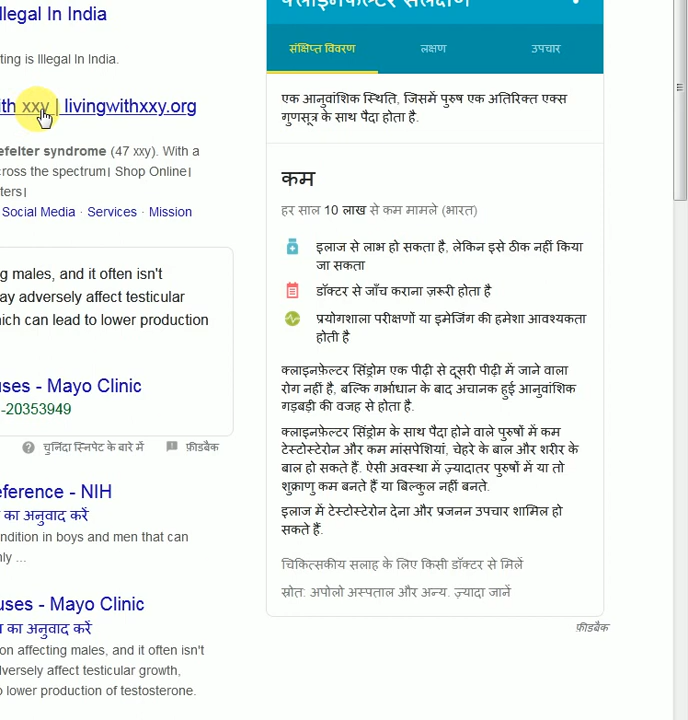 llegal In India
ting is Illegal In India.
ith xxy | livingwithxxy.org
efelter syndrome (47 xxy). With a
cross the spectrum| Shop Online|
ters|
Social Media · Services · Mission
g males, and it often isn't
ay adversely affect testicular
hich can lead to lower production
uses - Mayo Clinic
-20353949
चुनिंदा स्निपेट के बारे में
फ़ीडबैक
eference - NIH
का अनुवाद करें
ndition in boys and men that can
nly ...
uses - Mayo Clinic
का अनुवाद करें
on affecting males, and it often isn't
versely affect testicular growth,
o lower production of testosterone.
क्लाइनफ़ेल्टर संलक्षण
संक्षिप्त विवरण
लक्षण
उपचार
एक आनुवांशिक स्थिति, जिसमें पुरुष एक अतिरिक्त एक्स
गुणसूत्र के साथ पैदा होता है.
कम
हर साल 10 लाख से कम मामले (भारत)
इलाज से लाभ हो सकता है, लेकिन इसे ठीक नहीं किया
जा सकता
डॉक्टर से जाँच कराना ज़रूरी होता है
प्रयोगशाला परीक्षणों या इमेजिंग की हमेशा आवश्यकता
होती है
क्लाइनफ़ेल्टर सिंड्रोम एक पीढ़ी से दूसरी पीढ़ी में जाने वाला
रोग नहीं है, बल्कि गर्भाधान के बाद अचानक हुई आनुवांशिक
गड़बड़ी की वजह से होता है.
क्लाइनफ़ेल्टर सिंड्रोम के साथ पैदा होने वाले पुरुषों में कम
टेस्टोस्टेरोन और कम मांसपेशियां, चेहरे के बाल और शरीर के
बाल हो सकते हैं. ऐसी अवस्था में ज़्यादातर पुरुषों में या तो
शुक्राणु कम बनते हैं या बिल्कुल नहीं बनते.
इलाज में टेस्टोस्टेरोन देना और प्रजनन उपचार शामिल हो
सकते हैं.
चिकित्सकीय सलाह के लिए किसी डॉक्टर से मिलें
स्रोत: अपोलो अस्पताल और अन्य. ज़्यादा जानें
फ़ीडबैक